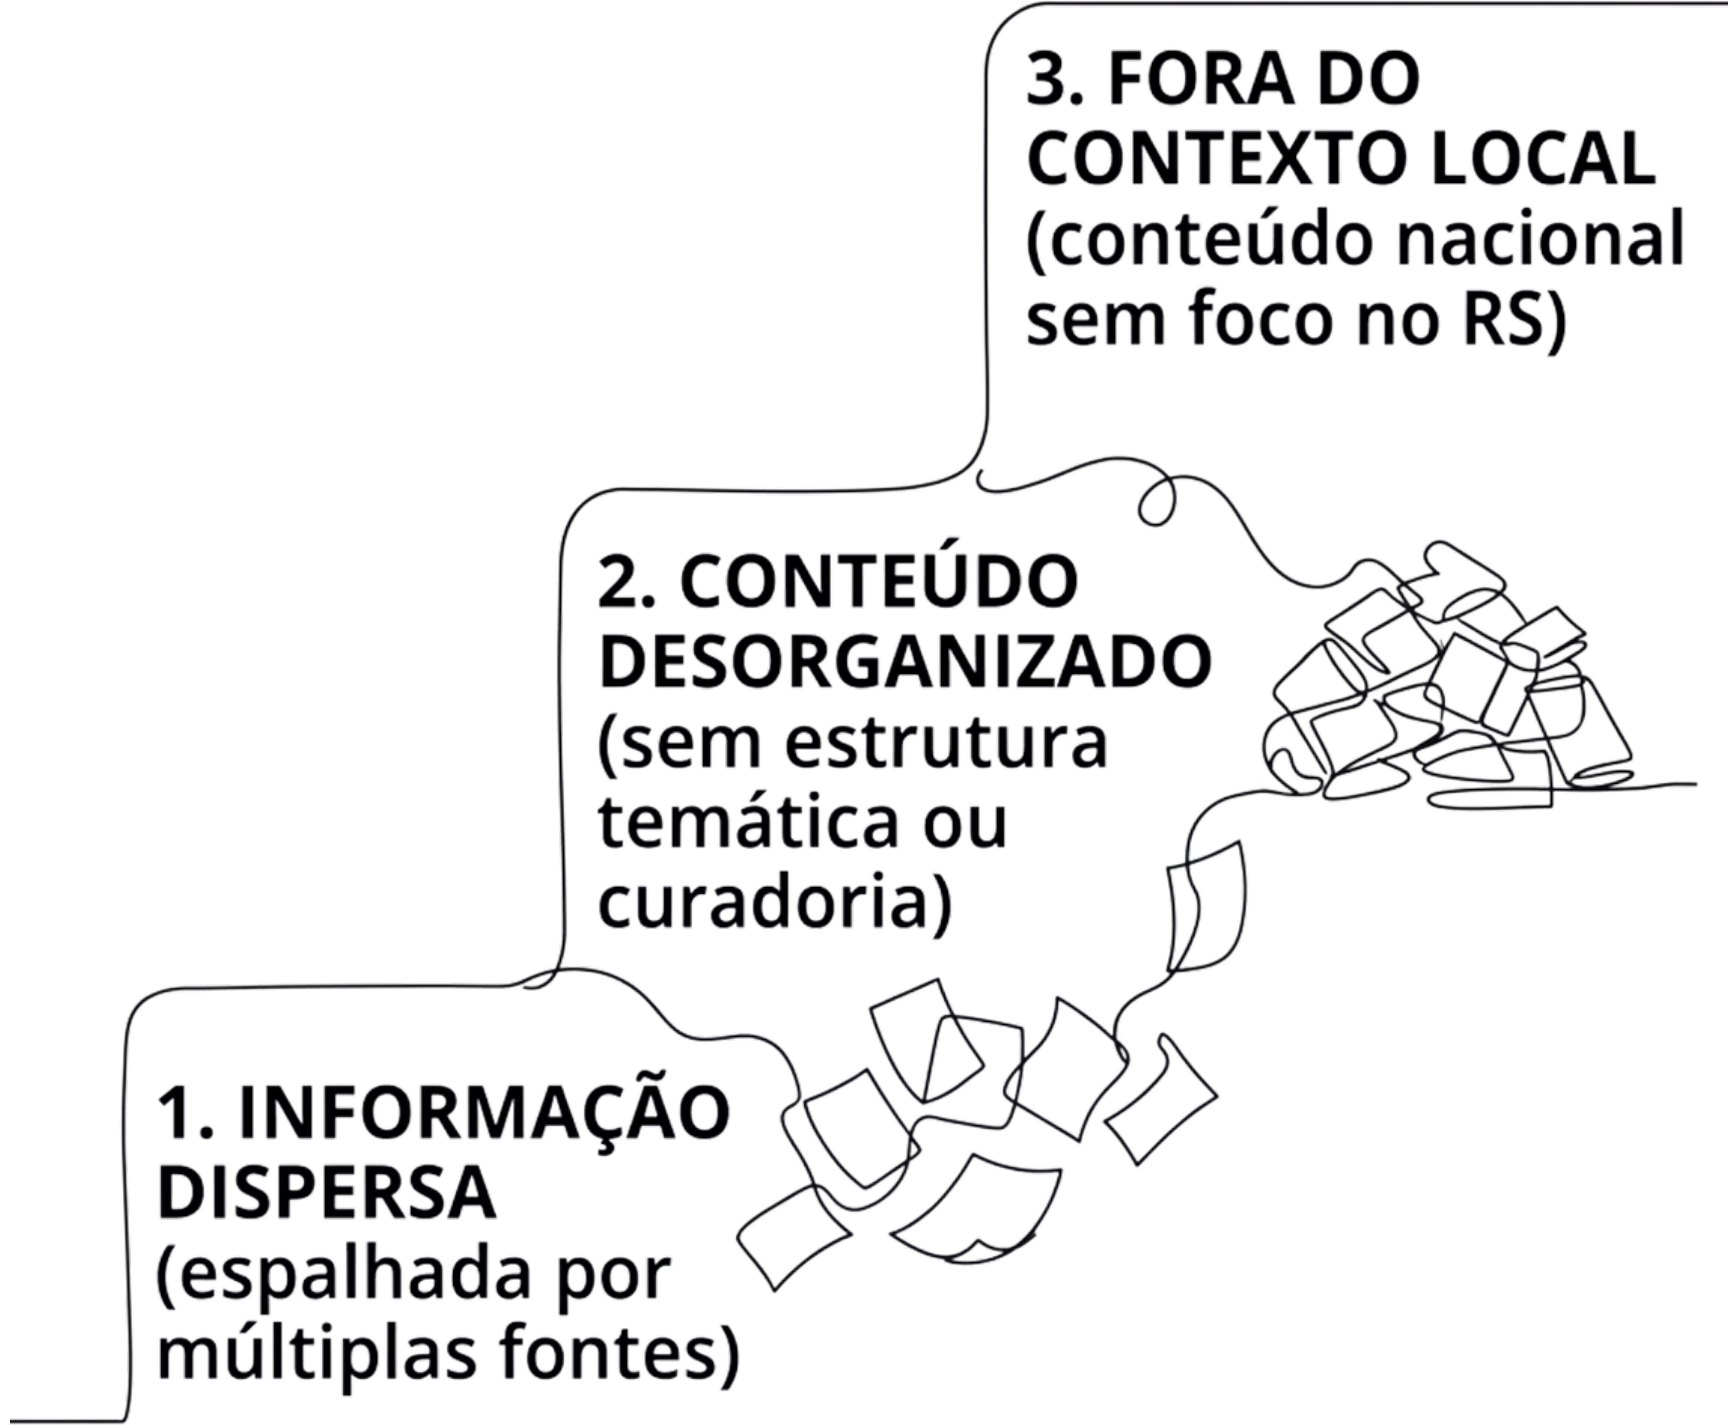 3. FORA DO
CONTEXTO LOCAL
(conteúdo nacional
sem foco no RS)
2. CONTEÚDO
DESORGANIZADO
(sem estrutura
temática ou
curadoria)
1. INFORMAÇÃO
DISPERSA
(espalhada por
múltiplas fontes)